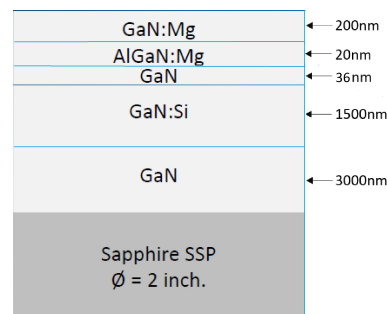 GaN:Mg
200nm
AlGaN:Mg
20nm
GaN
36nm
GaN:Si
1500nm
GaN
3000nm
Sapphire SSP
Ø = 2 inch.